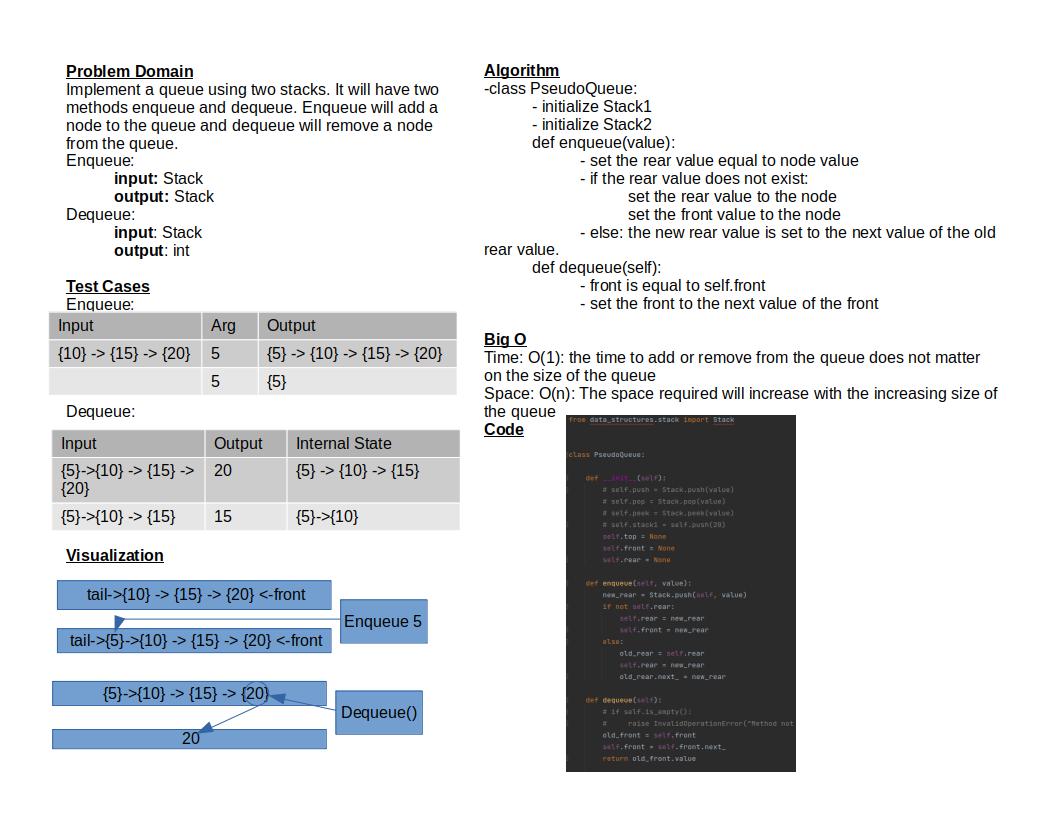 Problem Domain
Implement a queue using two stacks. It will have two
methods enqueue and dequeue. Enqueue will add a
node to the queue and dequeue will remove a node
from the queue.
Enqueue:
input: Stack
output: Stack
Dequeue:
input: Stack
output: int
Test Cases
Enqueue:
Input Arg Output
{10} -> {15} -> {20} 5 {5} -> {10} -> {15} -> {20}
5 {5}
Dequeue:
Input Output Internal State
{5}->{10} -> {15} -> 20 {5} -> {10} -> {15}
{20}
{5}->{10} -> {15} 15 {5}->{10}
Visualization
tail->{10} -> {15} -> {20} <-front
Enqueue 5
tail->{5}->{10} -> {15} -> {20} <-front
{5}->{10} -> {15} -> {20}
Dequeue()
20
Algorithm
-class PseudoQueue:
- initialize Stack1
- initialize Stack2
def enqueue(value):
- set the rear value equal to node value
- if the rear value does not exist:
set the rear value to the node
set the front value to the node
- else: the new rear value is set to the next value of the old
rear value.
def dequeue(self):
- front is equal to self.front
- set the front to the next value of the front
Big O
Time: O(1): the time to add or remove from the queue does not matter
on the size of the queue
Space: O(n): The space required will increase with the increasing size of
the queue
Code
from data_structures.stack import Stack
class PseudoQueue:
def __init__(self):
# self.push = Stack.push(value)
# self.pop = Stack.pop(value)
# self.peek = Stack.peek(value)
# self.stack1 = self.push(20)
self.top = None
self.front = None
self.rear = None
def enqueue(self, value):
new_rear = Stack.push(self, value)
if not self.rear:
self.rear = new_rear
self.front = new_rear
else:
old_rear = self.rear
self.rear = new_rear
old_rear.next_ = new_rear
def dequeue(self):
# if self.is_empty():
# raise InvalidOperationError("Method not
old_front = self.front
self.front = self.front.next_
return old_front.value